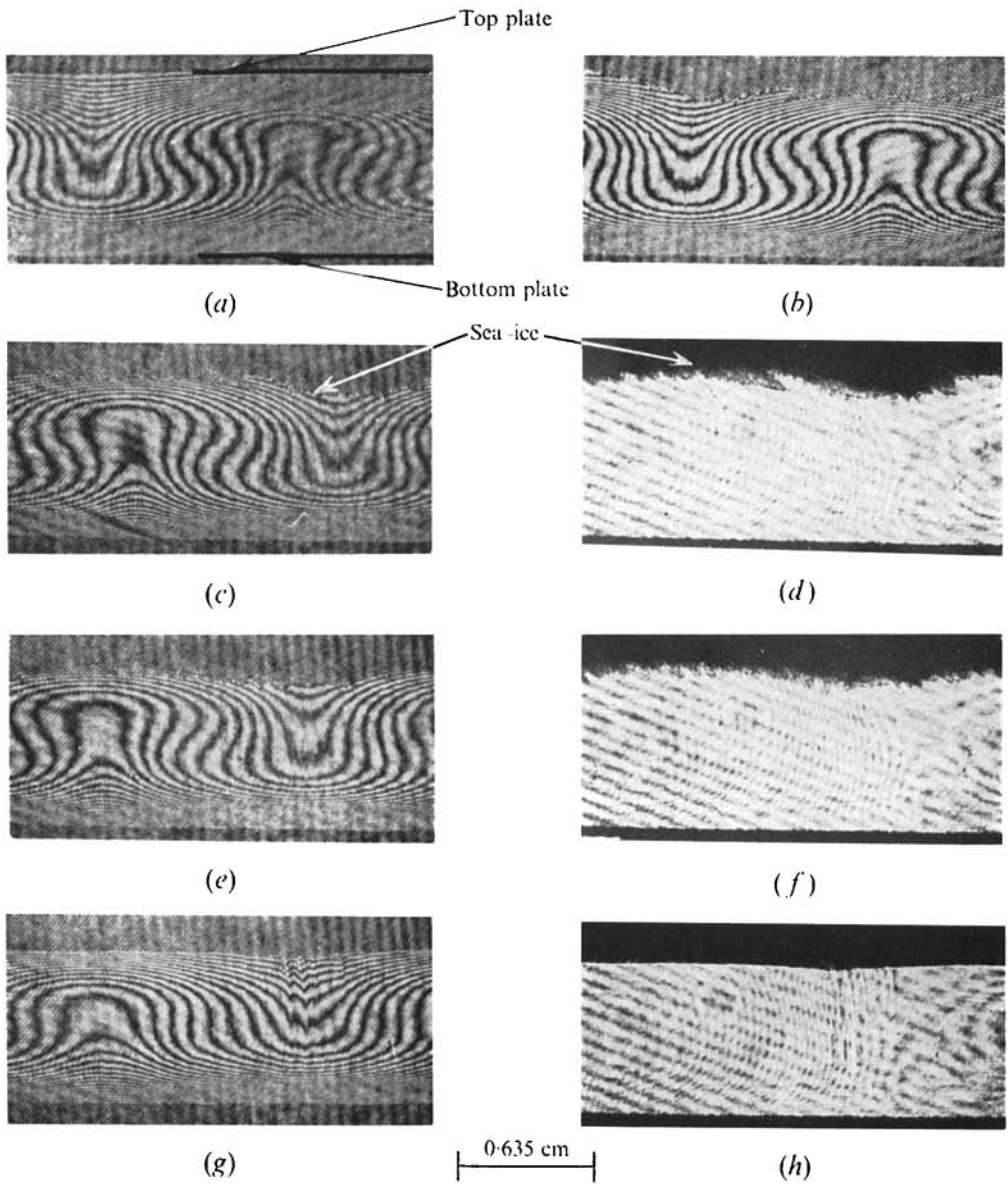 Top plate
(a)
(b)
Bottom plate
Sea-ice
(c)
(d)
(e)
(f)
0·635 cm
(g)
(h)